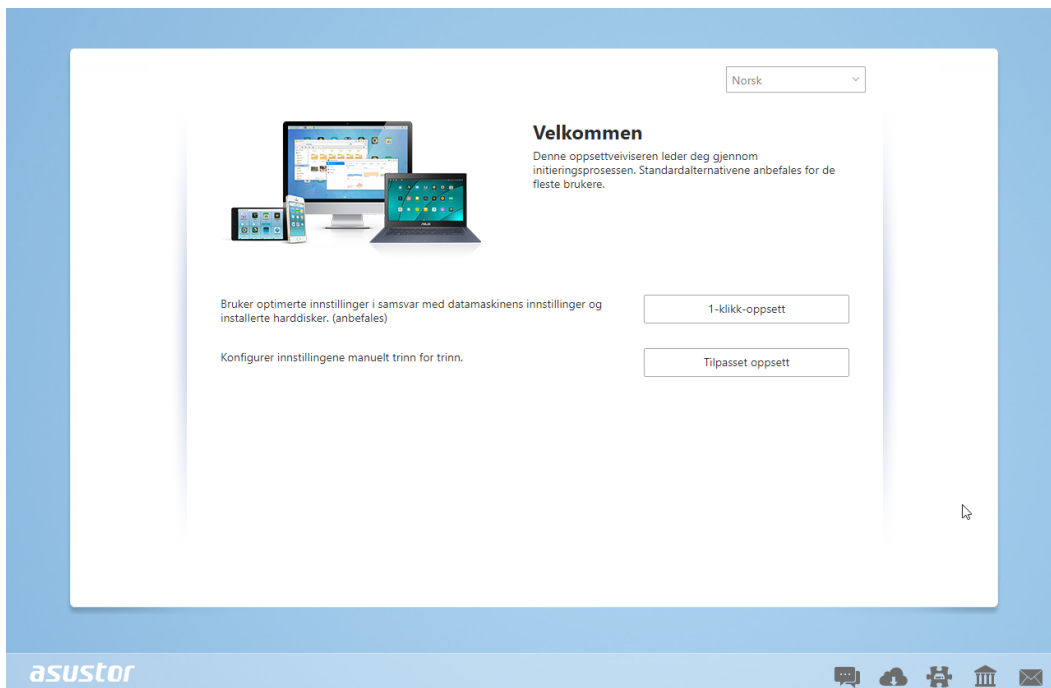 Norsk
Velkommen
Denne oppsettveiviseren leder deg gjennom
initieringsprosessen. Standardalternativene anbefales for de
fleste brukere.
Bruker optimerte innstillinger i samsvar med datamaskinens innstillinger og
installerte harddisker. (anbefales)
1-klikk-oppsett
Konfigurer innstillingene manuelt trinn for trinn.
Tilpasset oppsett
asustor